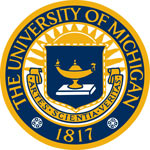 THE UNIVERSITY OF MICHIGAN
ARTES SCIENTIA VERITAS
1817